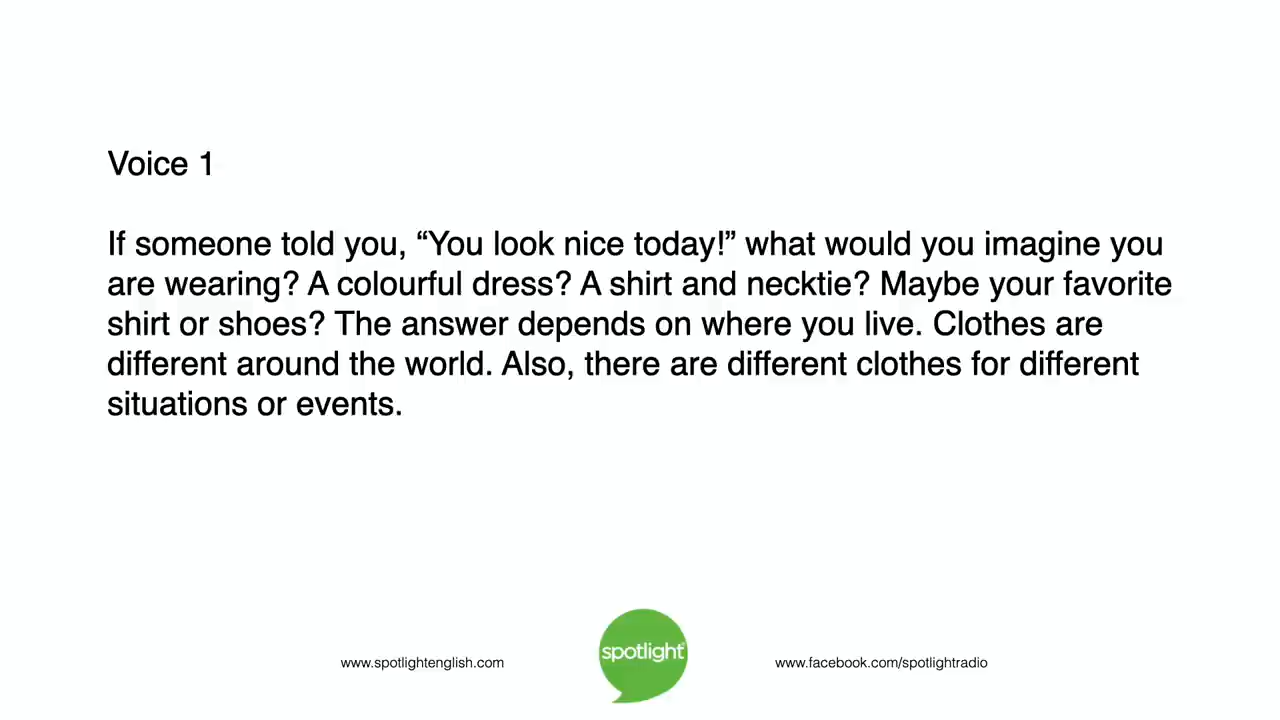 Voice 1
If someone told you, “You look nice today!” what would you imagine you
are wearing? A colourful dress? A shirt and necktie? Maybe your favorite
shirt or shoes? The answer depends on where you live. Clothes are
different around the world. Also, there are different clothes for different
situations or events.
www.spotlightenglish.com
spotlight
www.facebook.com/spotlightradio